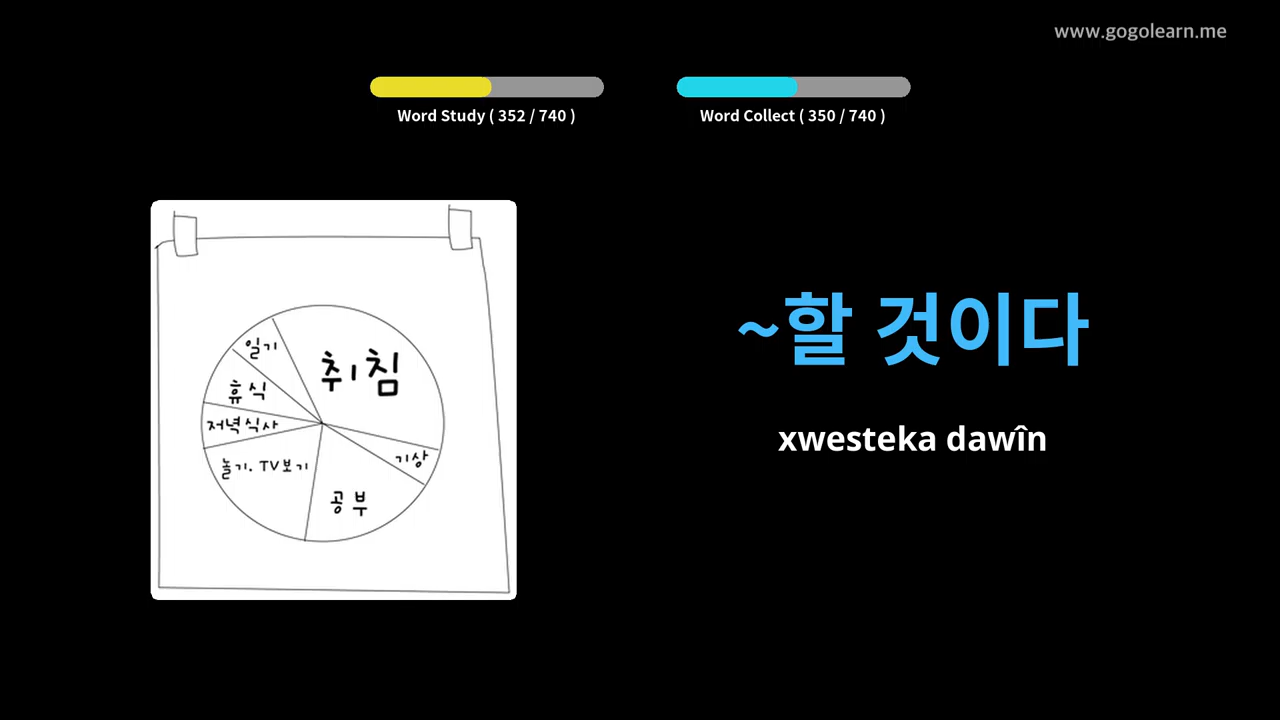 www.gogolearn.me
Word Study ( 352 / 740 )
Word Collect ( 350 / 740 )
일기
취침
휴식
저녁식사
놀기. TV보기
기상
공부
~할 것이다
xwesteka dawîn